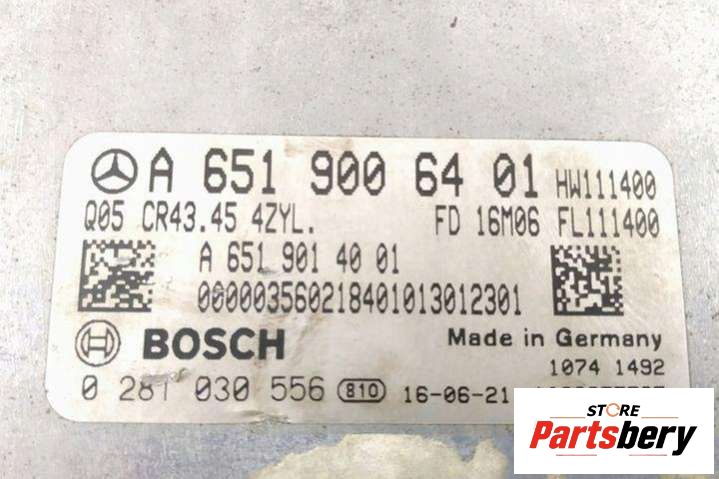 A 651 900 64 01 HW111400
Q05 CR43.45 4ZYL. FD 16M06 FL111400
A 651 901 40 01
000003560218401013012301
BOSCH Made in Germany
1074 1492
0 281 030 556 810 16-06-21
STORE
Partsbery